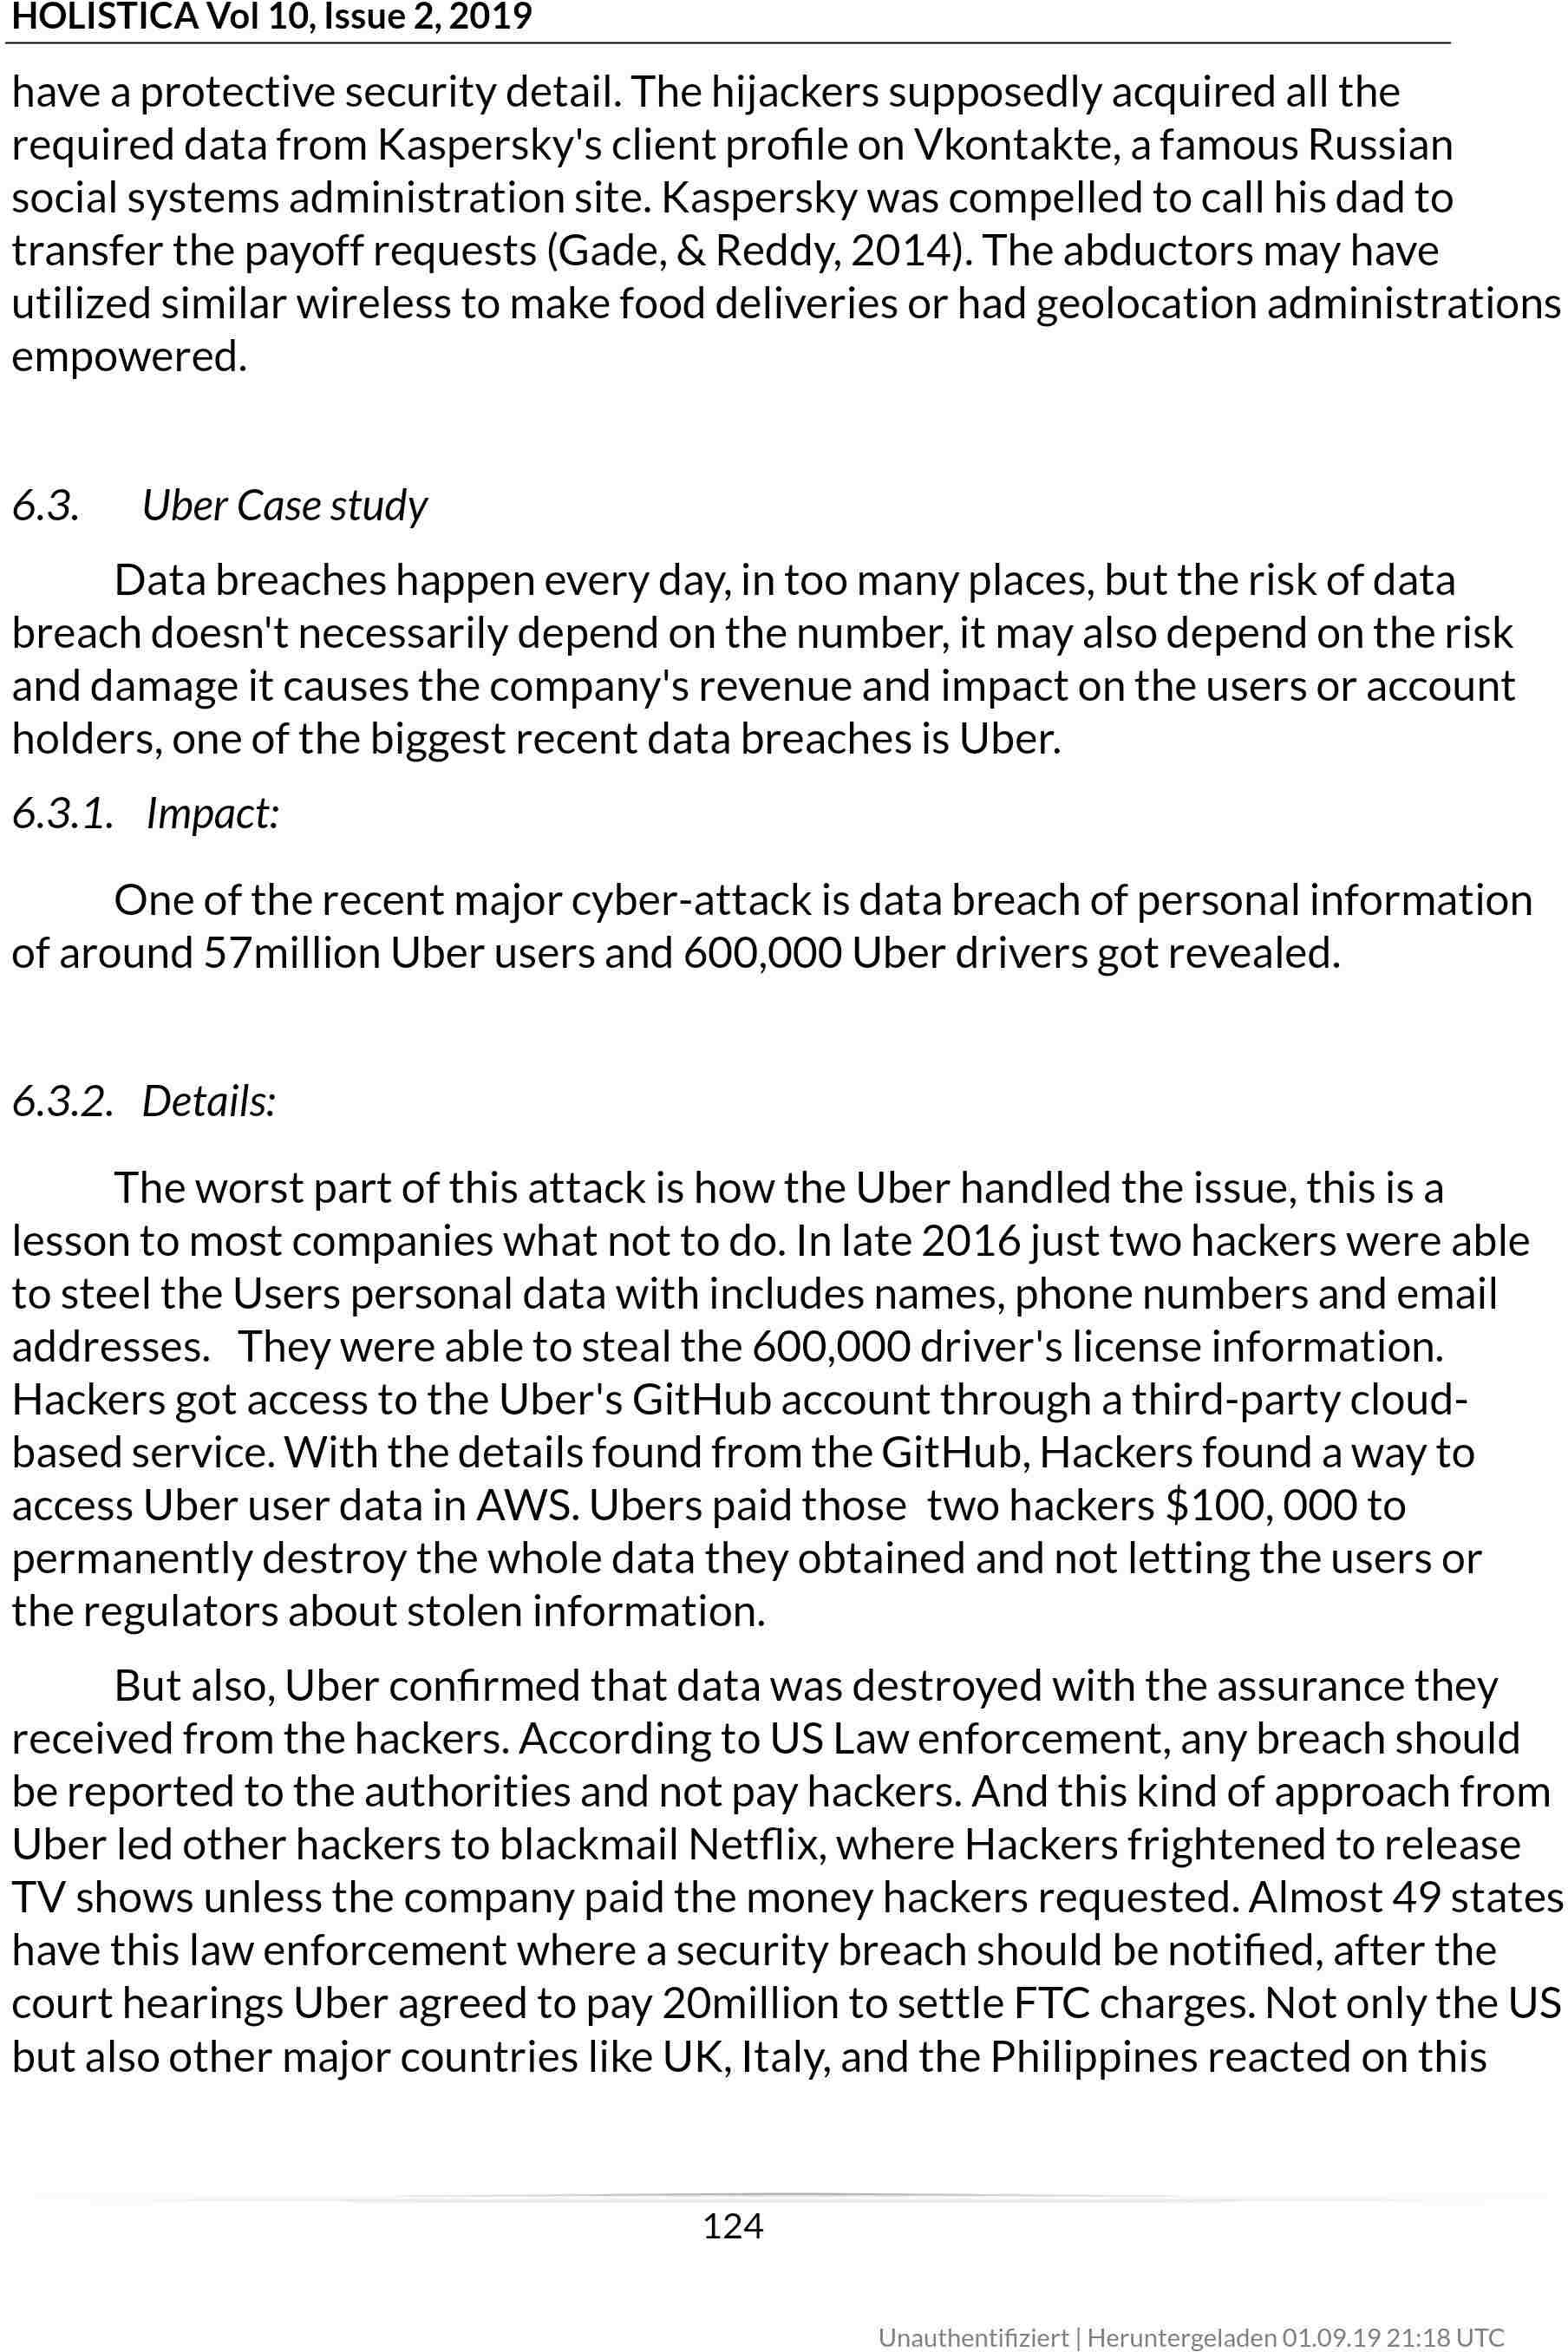 HOLISTICA Vol 10, Issue 2, 2019
have a protective security detail. The hijackers supposedly acquired all the
required data from Kaspersky's client profile on Vkontakte, a famous Russian
social systems administration site. Kaspersky was compelled to call his dad to
transfer the payoff requests (Gade, & Reddy, 2014). The abductors may have
utilized similar wireless to make food deliveries or had geolocation administrations
empowered.
6.3. Uber Case study
Data breaches happen every day, in too many places, but the risk of data
breach doesn't necessarily depend on the number, it may also depend on the risk
and damage it causes the company's revenue and impact on the users or account
holders, one of the biggest recent data breaches is Uber.
6.3.1. Impact:
One of the recent major cyber-attack is data breach of personal information
of around 57million Uber users and 600,000 Uber drivers got revealed.
6.3.2. Details:
The worst part of this attack is how the Uber handled the issue, this is a
lesson to most companies what not to do. In late 2016 just two hackers were able
to steel the Users personal data with includes names, phone numbers and email
addresses. They were able to steal the 600,000 driver's license information.
Hackers got access to the Uber's GitHub account through a third-party cloud-
based service. With the details found from the GitHub, Hackers found a way to
access Uber user data in AWS. Ubers paid those two hackers $100, 000 to
permanently destroy the whole data they obtained and not letting the users or
the regulators about stolen information.
But also, Uber confirmed that data was destroyed with the assurance they
received from the hackers. According to US Law enforcement, any breach should
be reported to the authorities and not pay hackers. And this kind of approach from
Uber led other hackers to blackmail Netflix, where Hackers frightened to release
TV shows unless the company paid the money hackers requested. Almost 49 states
have this law enforcement where a security breach should be notified, after the
court hearings Uber agreed to pay 20million to settle FTC charges. Not only the US
but also other major countries like UK, Italy, and the Philippines reacted on this
124
Unauthentifiziert | Heruntergeladen 01.09.19 21:18 UTC